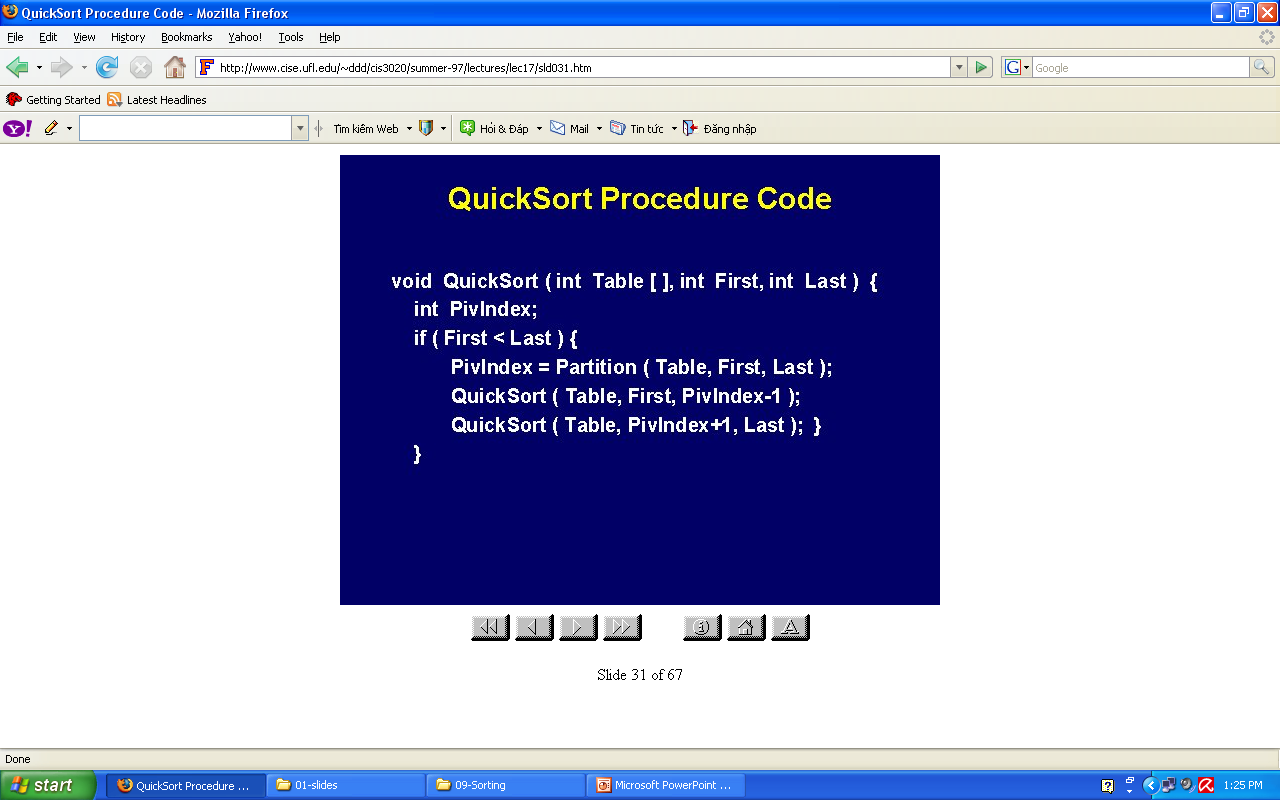 QuickSort Procedure Code - Mozilla Firefox
File Edit View History Bookmarks Yahoo! Tools Help
http://www.cise.ufl.edu/~ddd/cis3020/summer-97/lectures/lec17/sld031.htm
G Google
Getting Started Latest Headlines
Y! Tìm kiếm Web Hỏi & Đáp Mail Tin tức Đăng nhập
QuickSort Procedure Code
void QuickSort ( int Table [ ], int First, int Last ) {
int PivIndex;
if ( First < Last ) {
PivIndex = Partition ( Table, First, Last );
QuickSort ( Table, First, PivIndex-1 );
QuickSort ( Table, PivIndex+1, Last ); }
}
Slide 31 of 67
Done
start QuickSort Procedure ... 01-slides 09-Sorting Microsoft PowerPoint ... 1:25 PM